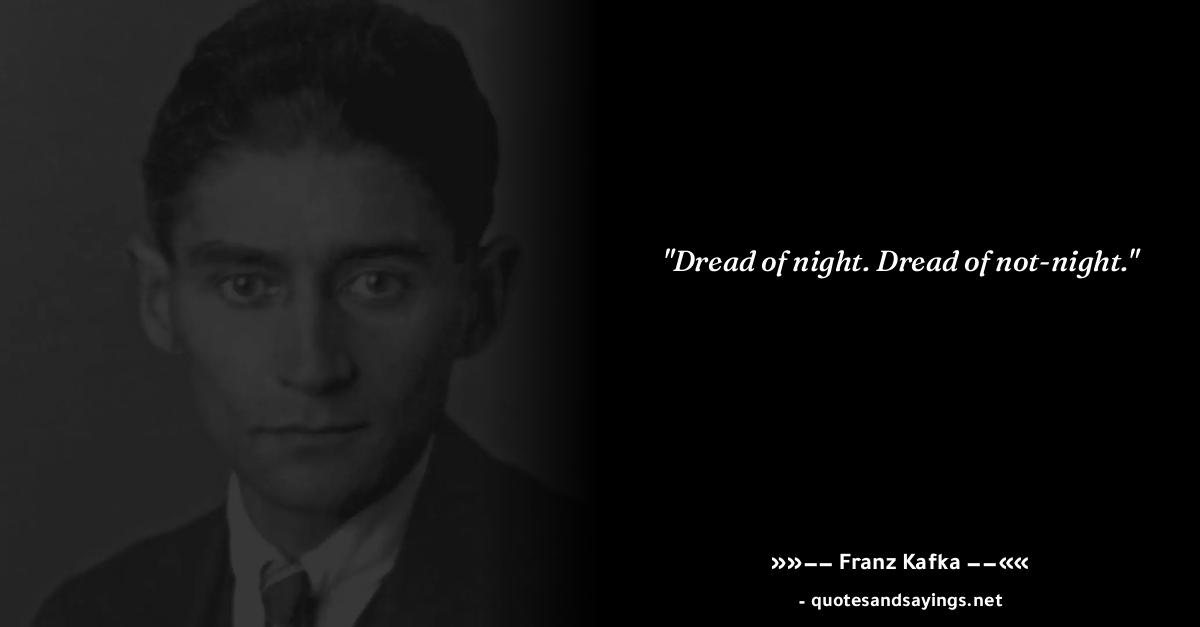 "Dread of night. Dread of not-night."
»»−− Franz Kafka −−««
- quotesandsayings.net